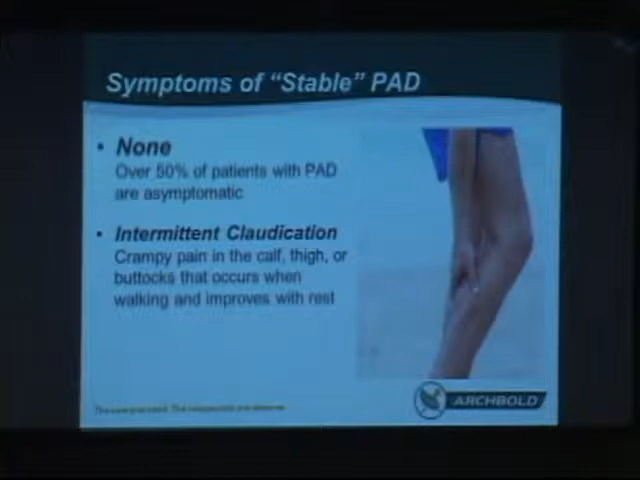 Symptoms of “Stable” PAD
• None
Over 50% of patients with PAD
are asymptomatic
• Intermittent Claudication
Crampy pain in the calf, thigh, or
buttocks that occurs when
walking and improves with rest
ARCHBOLD